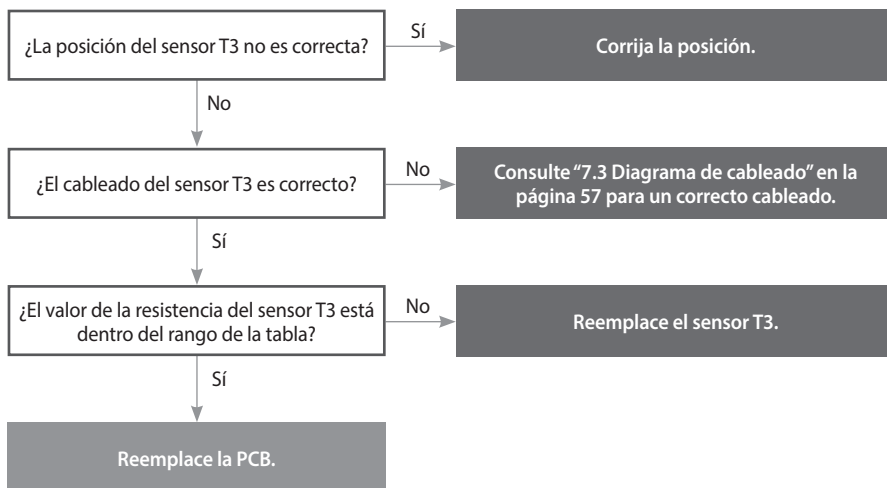 ¿La posición del sensor T3 no es correcta?
Sí
Corrija la posición.
No
¿El cableado del sensor T3 es correcto?
No
Consulte “7.3 Diagrama de cableado” en la
página 57 para un correcto cableado.
Sí
¿El valor de la resistencia del sensor T3 está
dentro del rango de la tabla?
No
Reemplace el sensor T3.
Sí
Reemplace la PCB.